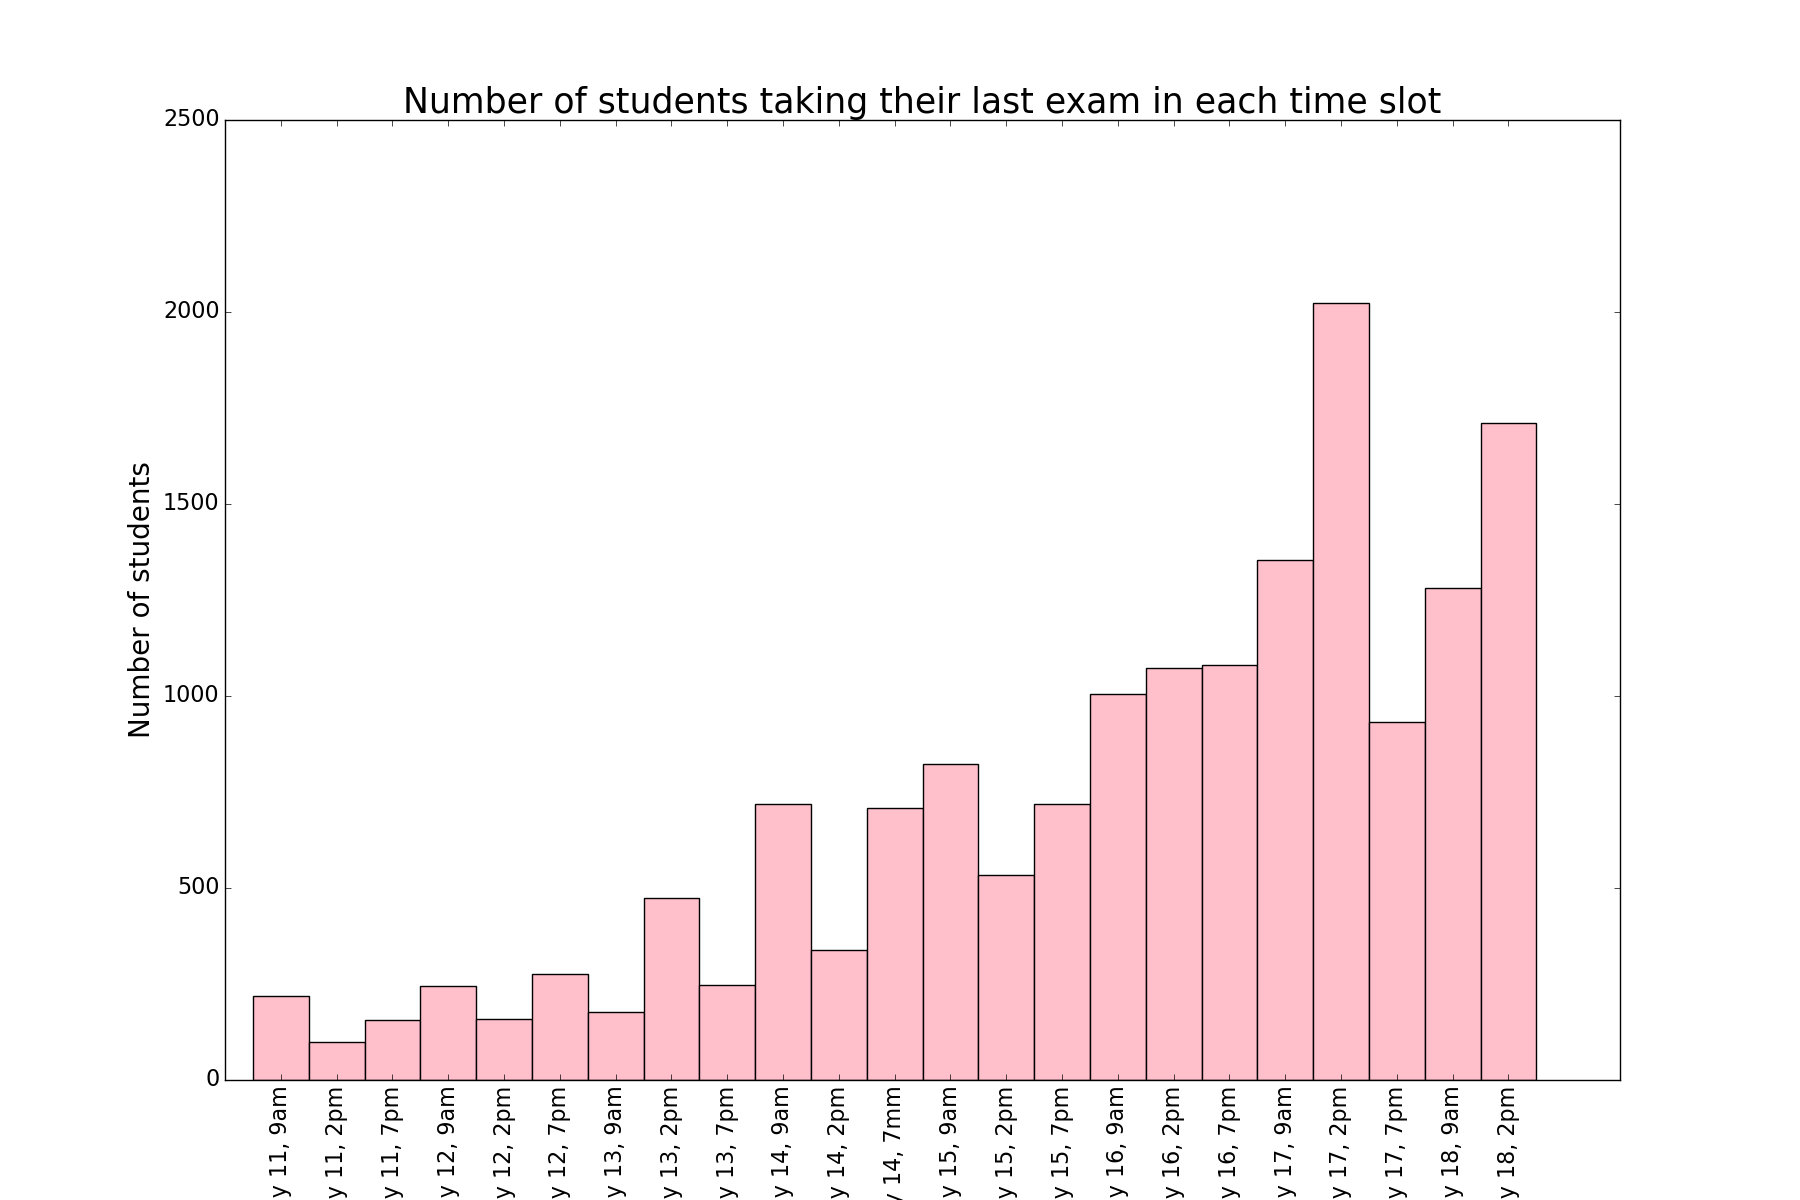 Number of students taking their last exam in each time slot
Number of students
2500
2000
1500
1000
500
0
y 11, 9am
y 11, 2pm
y 11, 7pm
y 12, 9am
y 12, 2pm
y 12, 7pm
y 13, 9am
y 13, 2pm
y 13, 7pm
y 14, 9am
y 14, 2pm
y 14, 7mm
y 15, 9am
y 15, 2pm
y 15, 7pm
y 16, 9am
y 16, 2pm
y 16, 7pm
y 17, 9am
y 17, 2pm
y 17, 7pm
y 18, 9am
y 18, 2pm